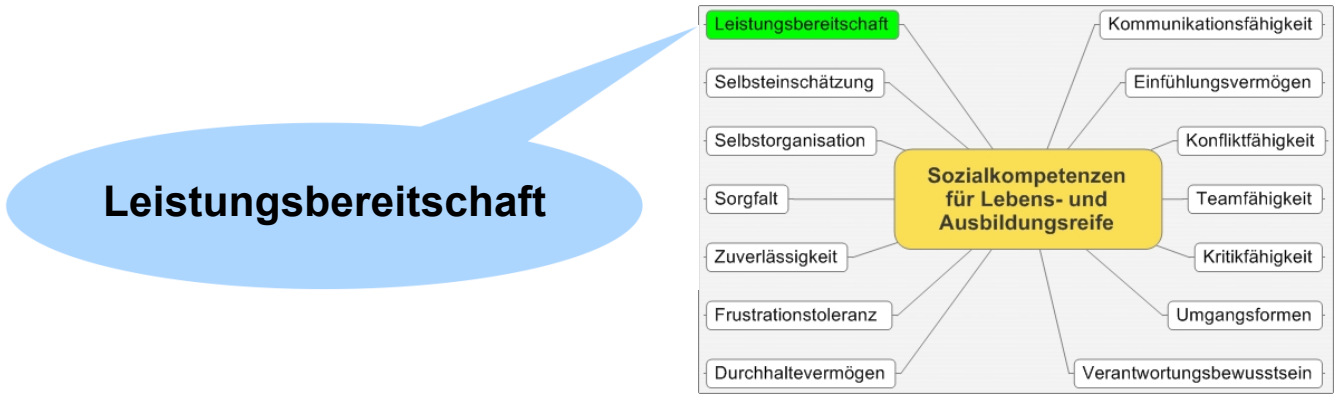 Leistungsbereitschaft
Leistungsbereitschaft
Selbsteinschätzung
Selbstorganisation
Sorgfalt
Zuverlässigkeit
Frustrationstoleranz
Durchhaltevermögen
Sozialkompetenzen
für Lebens- und
Ausbildungsreife
Kommunikationsfähigkeit
Einfühlungsvermögen
Konfliktfähigkeit
Teamfähigkeit
Kritikfähigkeit
Umgangsformen
Verantwortungsbewusstsein